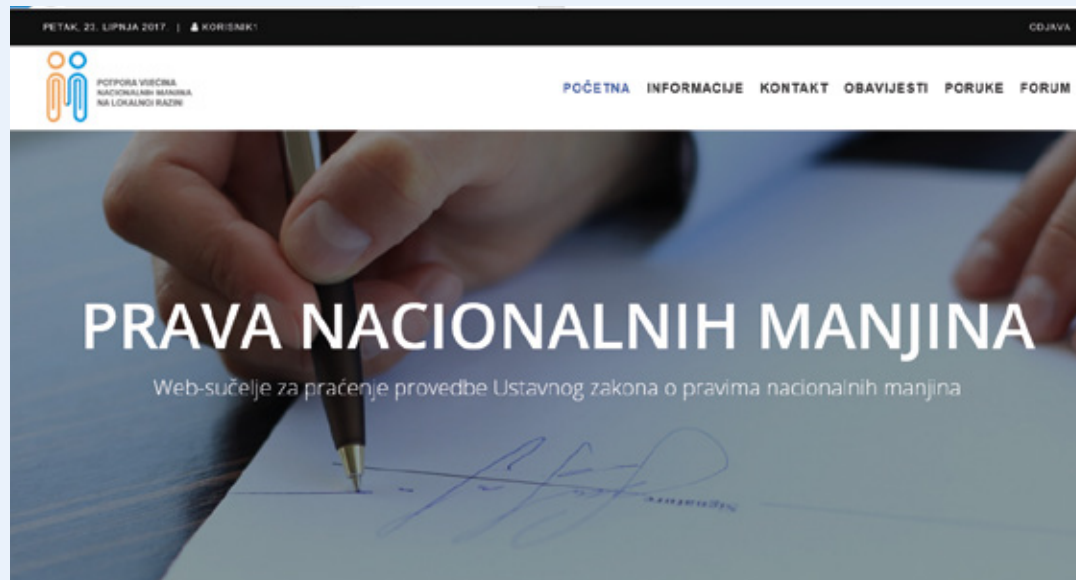 PETAK, 23. LIPNJA 2017. | KORISNIK1
ODJAVA
POTPORA VIJEĆIMA
NACIONALNIH MANJINA
NA LOKALNOJ RAZINI
POČETNA INFORMACIJE KONTAKT OBAVIJESTI PORUKE FORUM
PRAVA NACIONALNIH MANJINA
Web-sučelje za praćenje provedbe Ustavnog zakona o pravima nacionalnih manjina
Signature